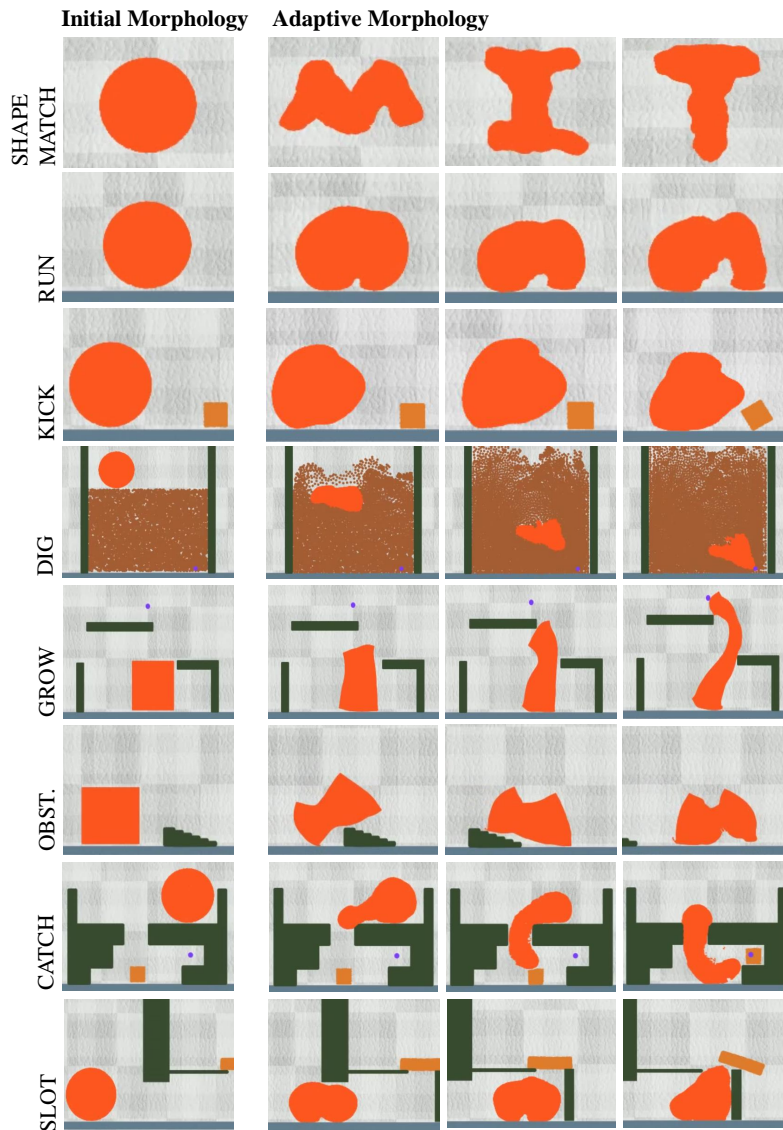 Initial Morphology Adaptive Morphology
SHAPE
MATCH
RUN
KICK
DIG
GROW
OBST.
CATCH
SLOT